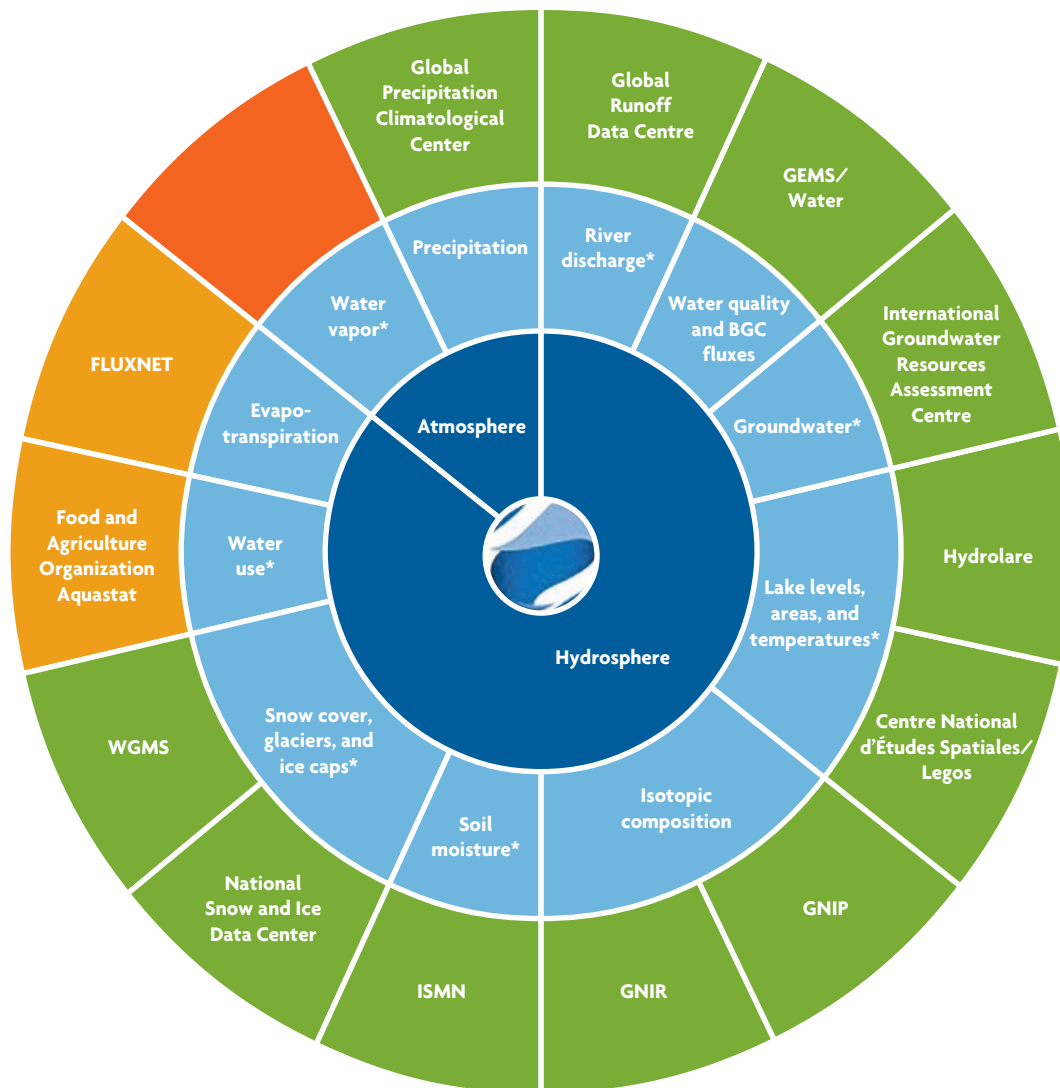 Global
Precipitation
Climatological
Center
Global
Runoff
Data Centre
GEMS/
Water
International
Groundwater
Resources
Assessment
Centre
Hydrolare
Centre National
d'Études Spatiales/
Legos
GNIP
GNIR
ISMN
National
Snow and Ice
Data Center
WGMS
Food and
Agriculture
Organization
Aquastat
FLUXNET
Precipitation
River
discharge*
Water quality
and BGC
fluxes
Groundwater*
Lake levels,
areas, and
temperatures*
Isotopic
composition
Soil
moisture*
Snow cover,
glaciers, and
ice caps*
Water
use*
Evapo-
transpiration
Water
vapor*
Atmosphere
Hydrosphere